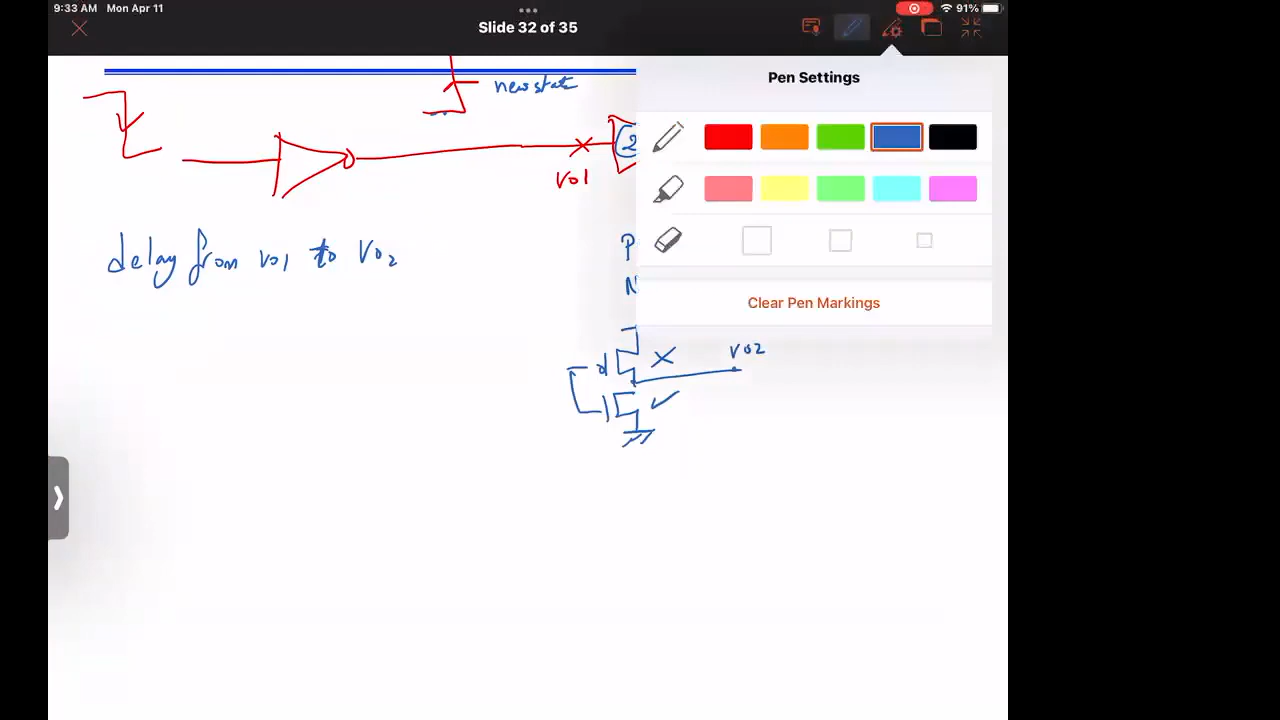 9:33 AM Mon Apr 11
91%
Slide 32 of 35
Pen Settings
new state
(2
vo1
delay from vo1 to Vo2
P
N
Clear Pen Markings
vo2